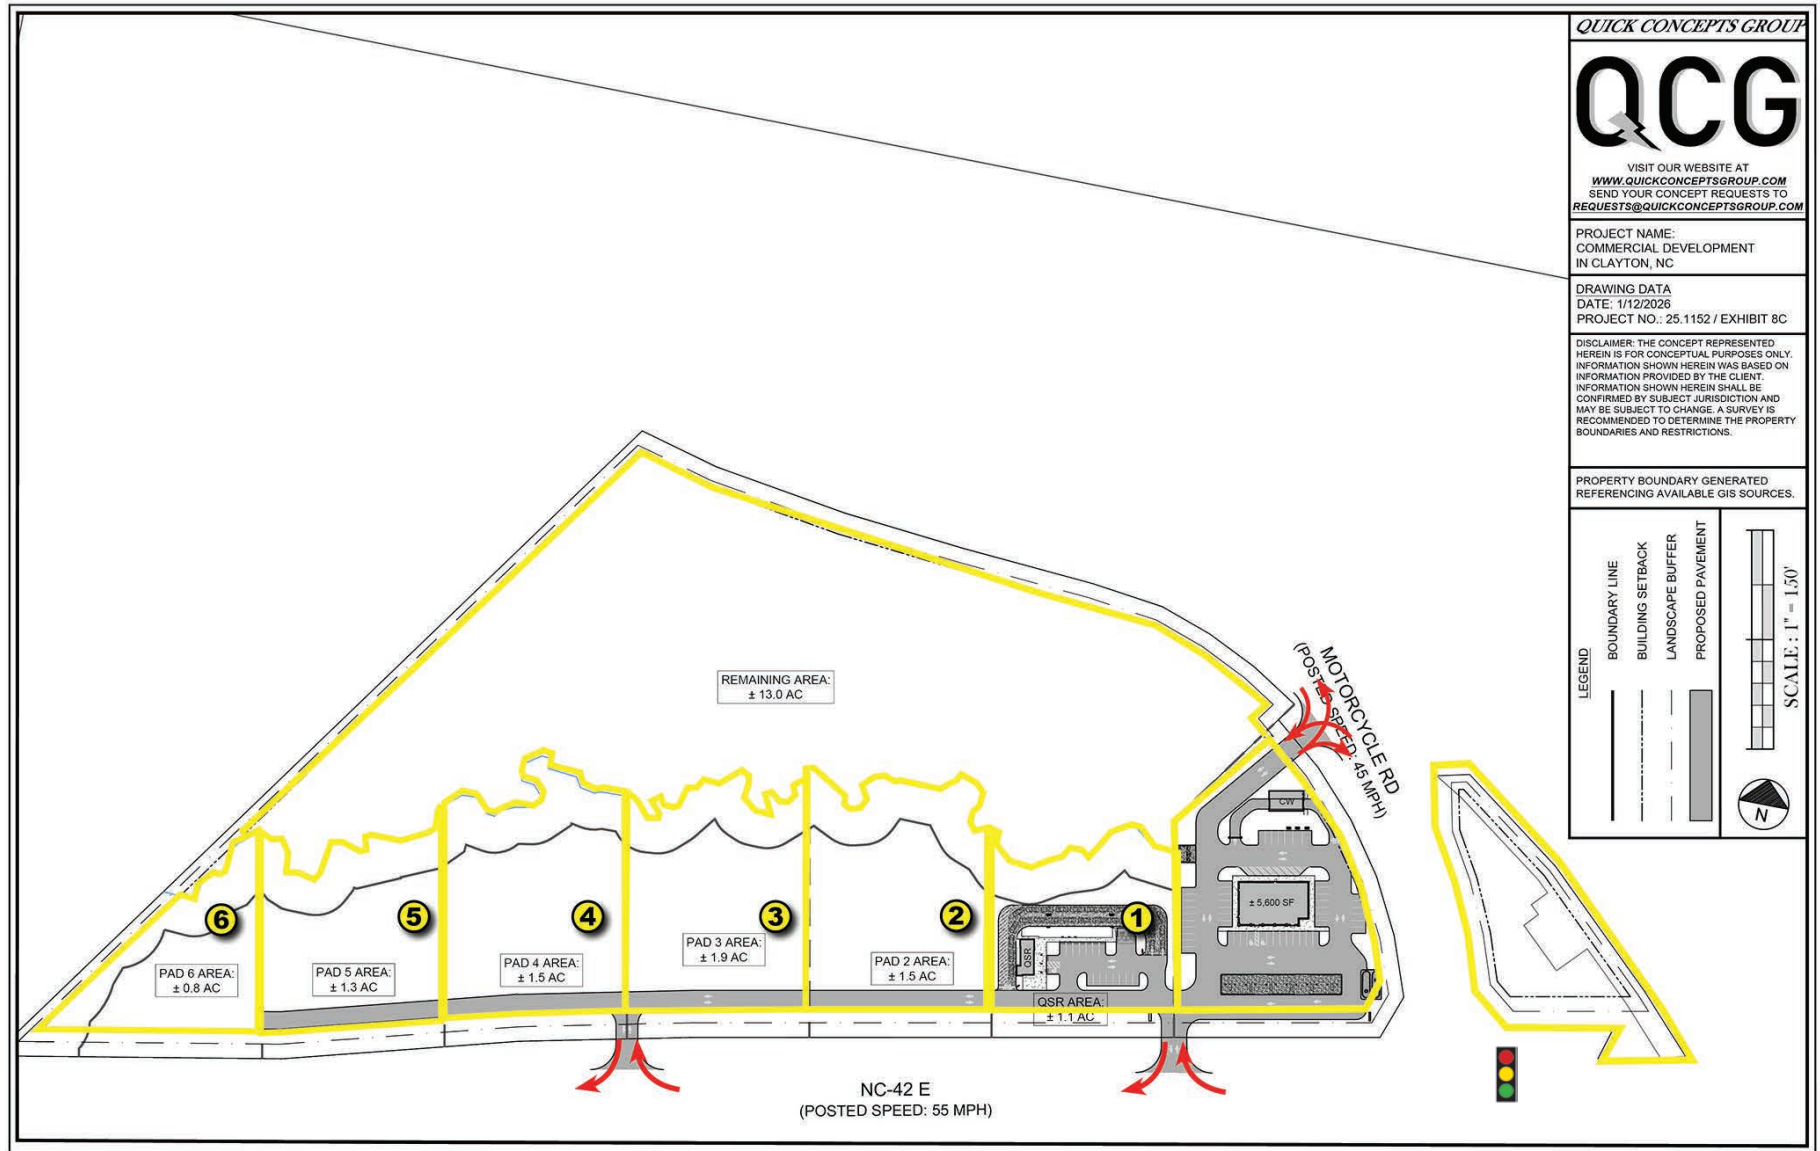 QUICK CONCEPTS GROUP
QCG
VISIT OUR WEBSITE AT
WWW.QUICKCONCEPTSGROUP.COM
SEND YOUR CONCEPT REQUESTS TO
REQUESTS@QUICKCONCEPTSGROUP.COM
PROJECT NAME:
COMMERCIAL DEVELOPMENT
IN CLAYTON, NC
DRAWING DATA
DATE: 1/12/2026
PROJECT NO.: 25.1152 / EXHIBIT 8C
DISCLAIMER: THE CONCEPT REPRESENTED
HEREIN IS FOR CONCEPTUAL PURPOSES ONLY.
INFORMATION SHOWN HEREIN WAS BASED ON
INFORMATION PROVIDED BY THE CLIENT.
INFORMATION SHOWN HEREIN SHALL BE
CONFIRMED BY SUBJECT JURISDICTION AND
MAY BE SUBJECT TO CHANGE. A SURVEY IS
RECOMMENDED TO DETERMINE THE PROPERTY
BOUNDARIES AND RESTRICTIONS.
PROPERTY BOUNDARY GENERATED
REFERENCING AVAILABLE GIS SOURCES.
LEGEND
BOUNDARY LINE
BUILDING SETBACK
LANDSCAPE BUFFER
PROPOSED PAVEMENT
SCALE : 1" = 150'
N
REMAINING AREA:
± 13.0 AC
MOTORCYCLE RD
(POSTED SPEED: 45 MPH)
CW
± 5,600 SF
6
5
4
3
2
1
PAD 6 AREA:
± 0.8 AC
PAD 5 AREA:
± 1.3 AC
PAD 4 AREA:
± 1.5 AC
PAD 3 AREA:
± 1.9 AC
PAD 2 AREA:
± 1.5 AC
QSR
QSR AREA:
± 1.1 AC
NC-42 E
(POSTED SPEED: 55 MPH)